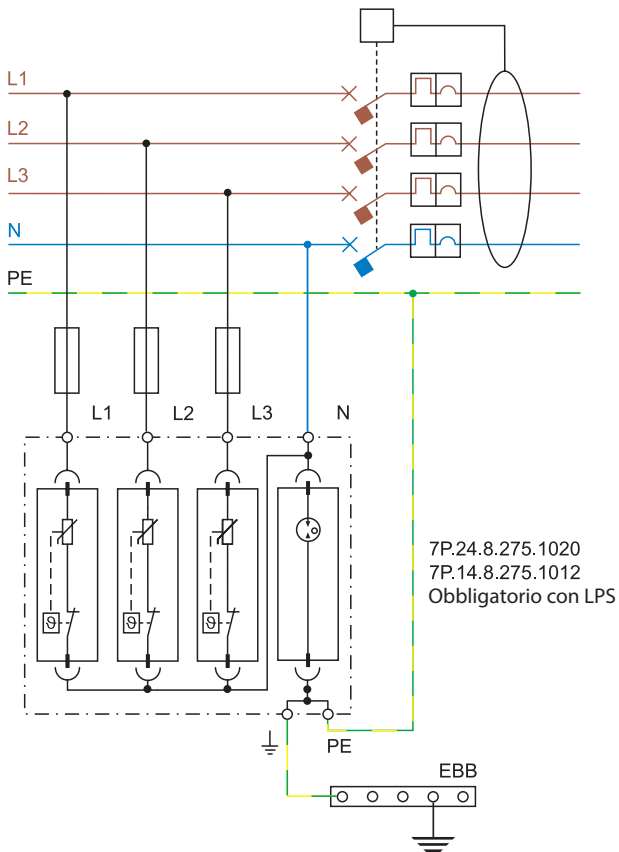 L1
L2
L3
N
PE
L1 L2 L3 N
ϑ ϑ ϑ
7P.24.8.275.1020
7P.14.8.275.1012
Obbligatorio con LPS
PE
EBB